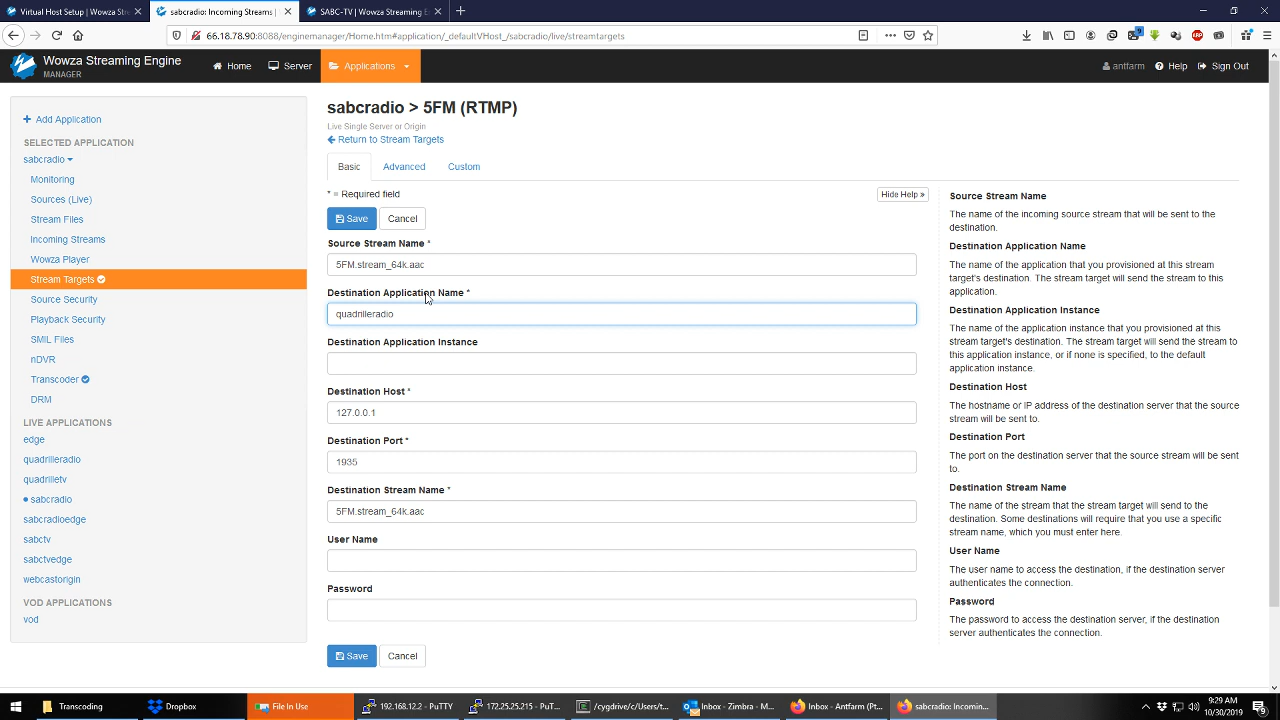 Virtual Host Setup | Wowza Stre
sabcradio: Incoming Streams |
SABC-TV | Wowza Streaming E
66.18.78.90:8088/enginemanager/Home.htm#application/_defaultVHost_/sabcradio/live/streamtargets
Wowza Streaming Engine
MANAGER
Home
Server
Applications
antfarm
Help
Sign Out
Add Application
SELECTED APPLICATION
sabcradio
Monitoring
Sources (Live)
Stream Files
Incoming Streams
Wowza Player
Stream Targets
Source Security
Playback Security
SMIL Files
nDVR
Transcoder
DRM
LIVE APPLICATIONS
edge
quadrilleradio
quadrilletv
sabcradio
sabcradioedge
sabctv
sabctvedge
webcastorigin
VOD APPLICATIONS
vod
sabcradio > 5FM (RTMP)
Live Single Server or Origin
Return to Stream Targets
Basic
Advanced
Custom
* = Required field
Hide Help »
Save
Cancel
Source Stream Name *
5FM.stream_64k.aac
Destination Application Name *
quadrilleradio
Destination Application Instance
Destination Host *
127.0.0.1
Destination Port *
1935
Destination Stream Name *
5FM.stream_64k.aac
User Name
Password
Save
Cancel
Source Stream Name
The name of the incoming source stream that will be sent to the
destination.
Destination Application Name
The name of the application that you provisioned at this
stream target's destination. The stream target will send the stream to this
application.
Destination Application Instance
The name of the application instance that you provisioned at this
stream target's destination. The stream target will send the stream to
this application instance, or if none is specified, to the default
application instance.
Destination Host
The hostname or IP address of the destination server that the source
stream will be sent to.
Destination Port
The port on the destination server that the source stream will be sent
to.
Destination Stream Name
The name of the stream that the stream target will send to the
destination. Some destinations will require that you use a specific
stream name, which you must enter here.
User Name
The user name to access the destination, if the destination server
authenticates the connection.
Password
The password to access the destination server, if the destination
server authenticates the connection.
Transcoding
Dropbox
File In Use
192.168.12.2 - PuTTY
172.25.25.215 - PuT...
/cygdrive/c/Users/t...
Inbox - Zimbra - M...
Inbox - Antfarm (Pt...
sabcradio: Incomin...
9:29 AM
10/30/2019